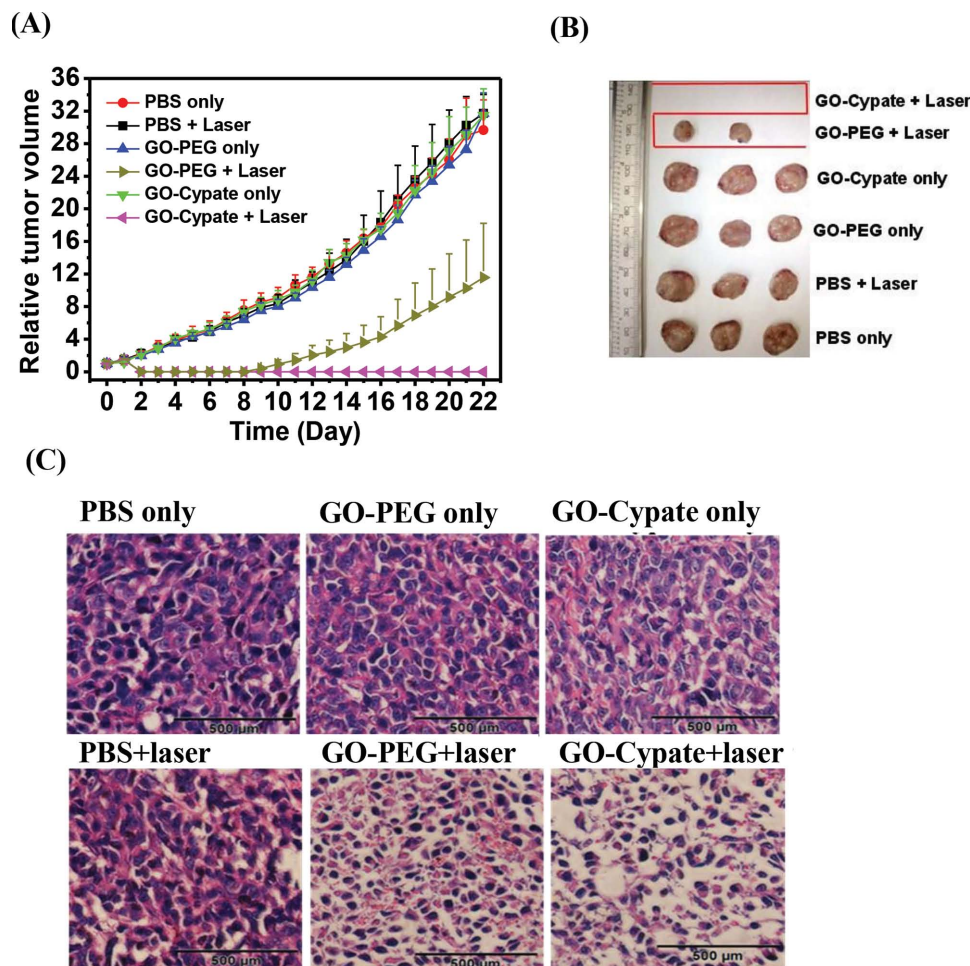 (A)
36
32
28
24
20
16
12
8
4
0
Relative tumor volume
PBS only
PBS + Laser
GO-PEG only
GO-PEG + Laser
GO-Cypate only
GO-Cypate + Laser
0 2 4 6 8 10 12 14 16 18 20 22
Time (Day)
(B)
GO-Cypate + Laser
GO-PEG + Laser
GO-Cypate only
GO-PEG only
PBS + Laser
PBS only
(C)
PBS only GO-PEG only GO-Cypate only
500 μm 500 μm 500 μm
PBS+laser GO-PEG+laser GO-Cypate+laser
500 μm 500 μm 500 μm